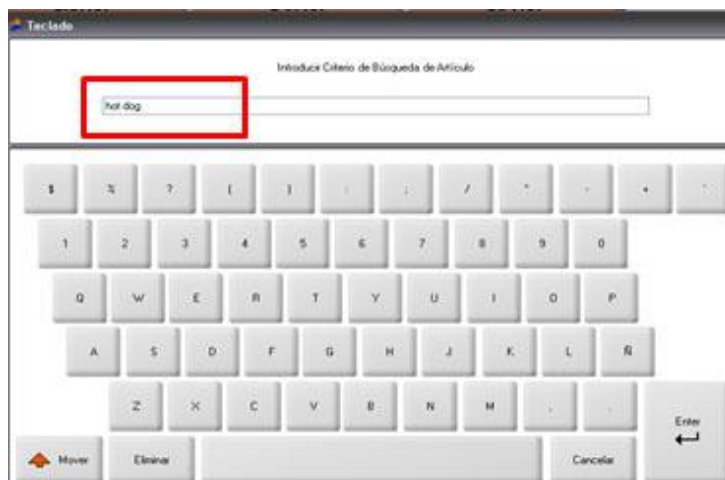 Teclado
Introducir Criterio de Búsqueda de Artículo
hot dog
$ % ? ( ) : ; / * - +
1 2 3 4 5 6 7 8 9 0
Q W E R T Y U I O P
A S D F G H J K L Ñ
Z X C V B N M , .
Enter
Mover Eliminar Cancelar